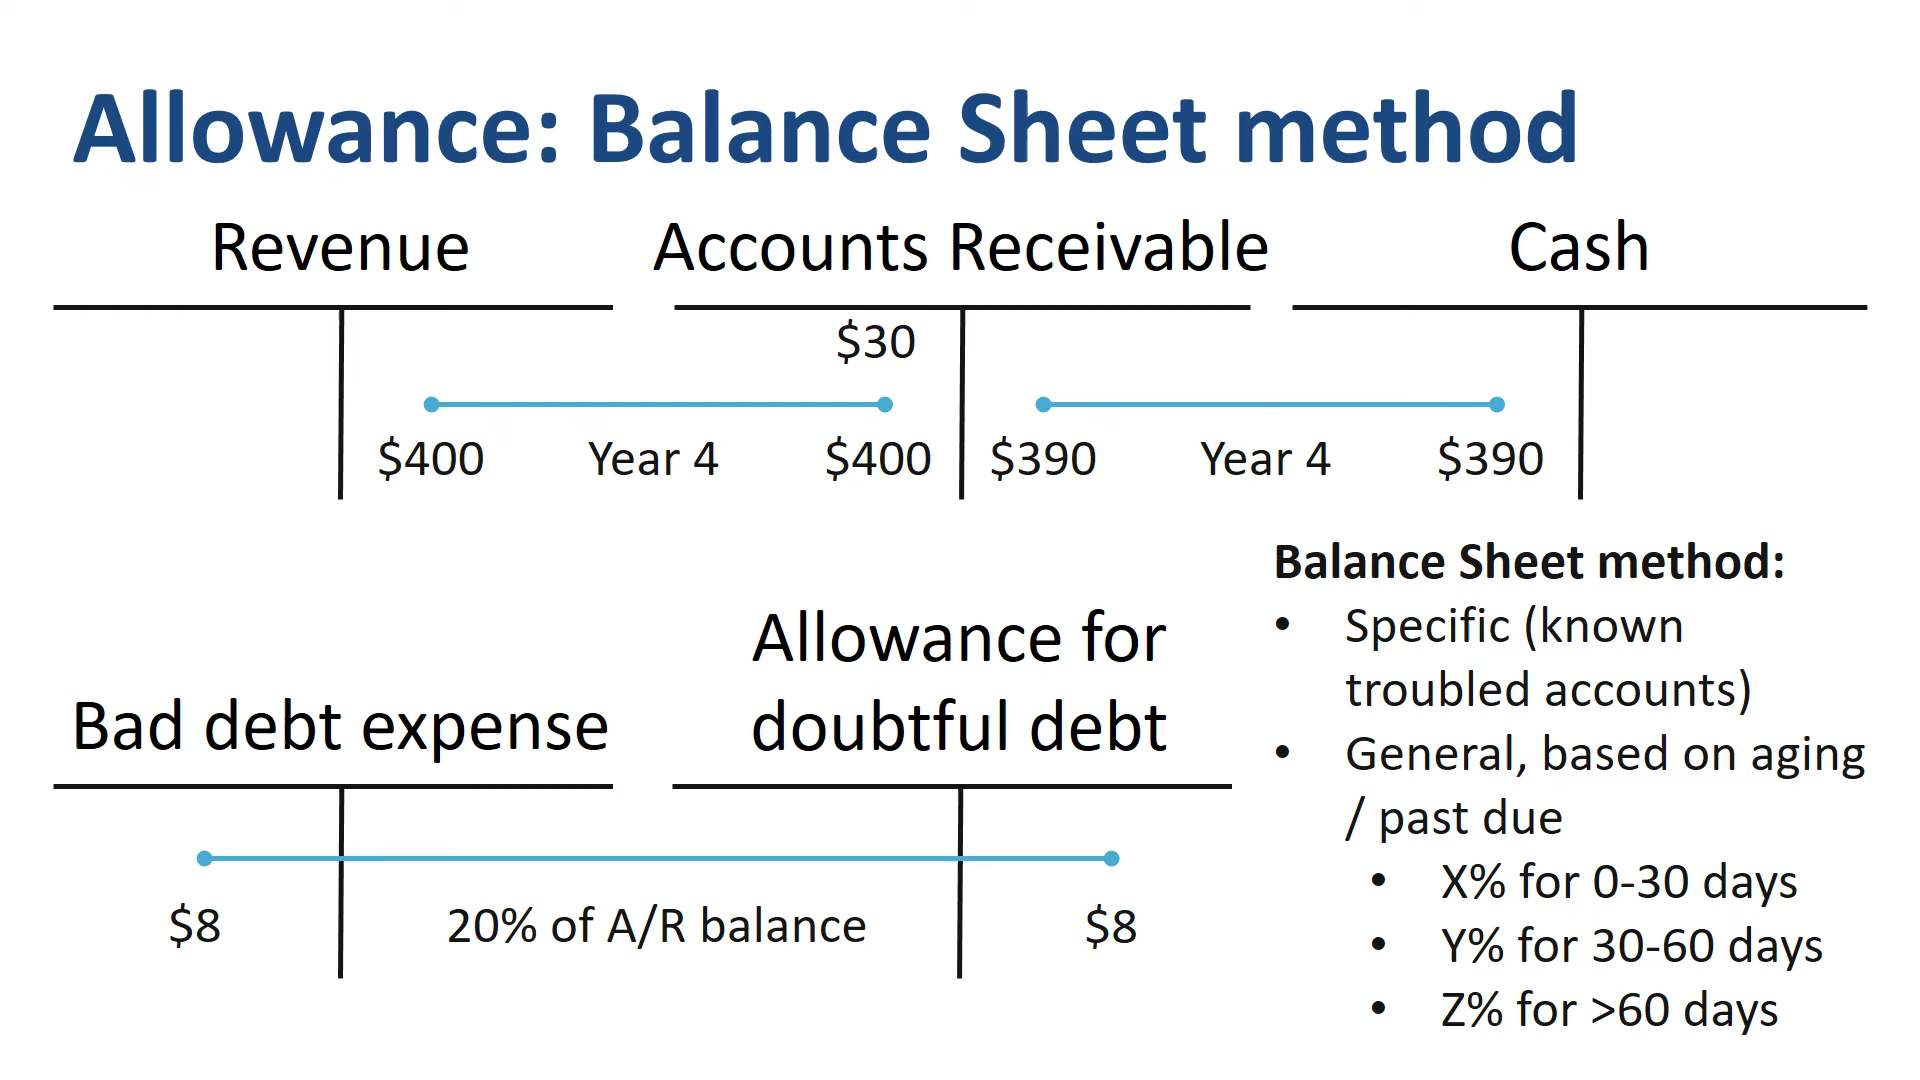 Allowance: Balance Sheet method
Revenue
Accounts Receivable
Cash
$30
$400
Year 4
$400
$390
Year 4
$390
Bad debt expense
Allowance for
doubtful debt
$8
20% of A/R balance
$8
Balance Sheet method:
• Specific (known
troubled accounts)
• General, based on aging
/ past due
• X% for 0-30 days
• Y% for 30-60 days
• Z% for >60 days